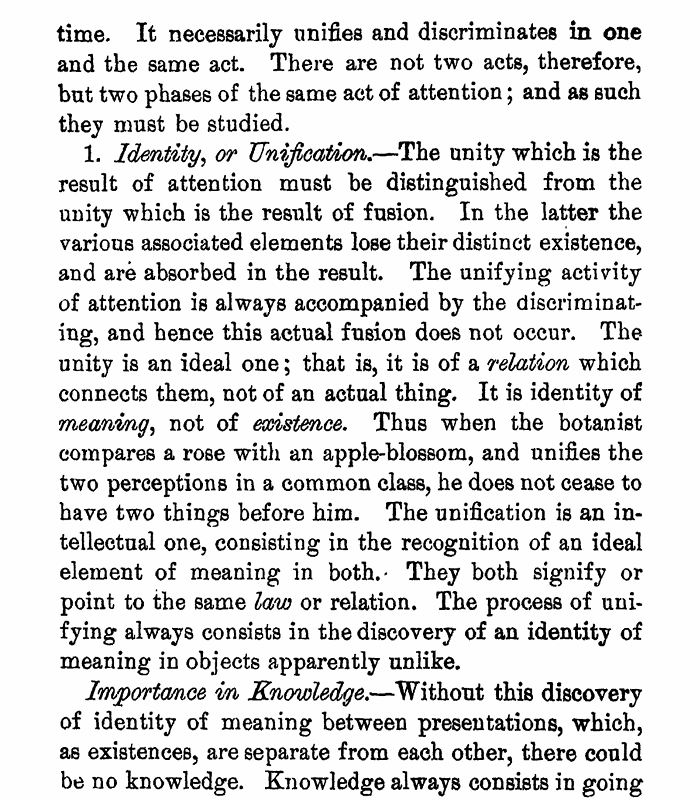 time. It necessarily unifies and discriminates in one
and the same act. There are not two acts, therefore,
but two phases of the same act of attention; and as such
they must be studied.
1. Identity, or Unification.—The unity which is the
result of attention must be distinguished from the
unity which is the result of fusion. In the latter the
various associated elements lose their distinct existence,
and are absorbed in the result. The unifying activity
of attention is always accompanied by the discriminat-
ing, and hence this actual fusion does not occur. The
unity is an ideal one; that is, it is of a relation which
connects them, not of an actual thing. It is identity of
meaning, not of existence. Thus when the botanist
compares a rose with an apple-blossom, and unifies the
two perceptions in a common class, he does not cease to
have two things before him. The unification is an in-
tellectual one, consisting in the recognition of an ideal
element of meaning in both. They both signify or
point to the same law or relation. The process of uni-
fying always consists in the discovery of an identity of
meaning in objects apparently unlike.
Importance in Knowledge.—Without this discovery
of identity of meaning between presentations, which,
as existences, are separate from each other, there could
be no knowledge. Knowledge always consists in going